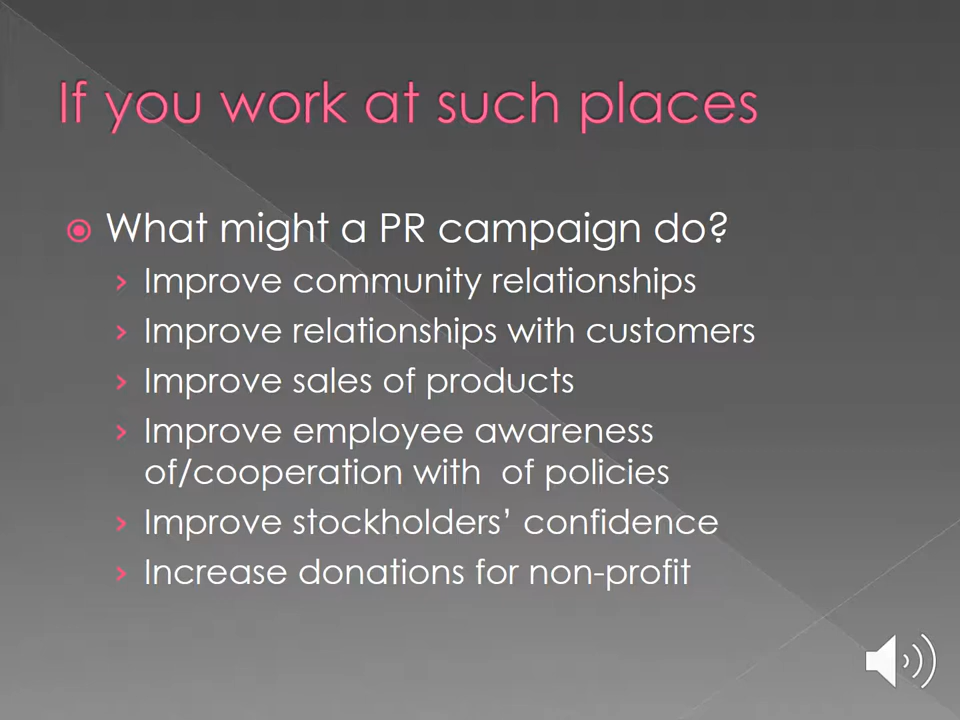 If you work at such places
What might a PR campaign do?
Improve community relationships
Improve relationships with customers
Improve sales of products
Improve employee awareness
of/cooperation with  of policies
Improve stockholders’ confidence
Increase donations for non-profit